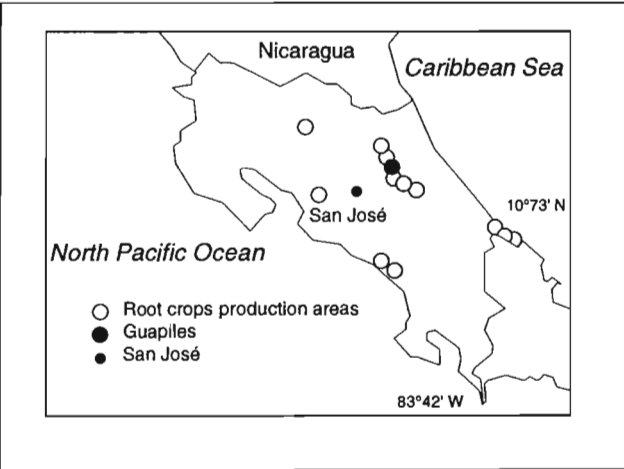 Nicaragua
Caribbean Sea
10°73' N
San José
North Pacific Ocean
Root crops production areas
Guapiles
San José
83°42' W